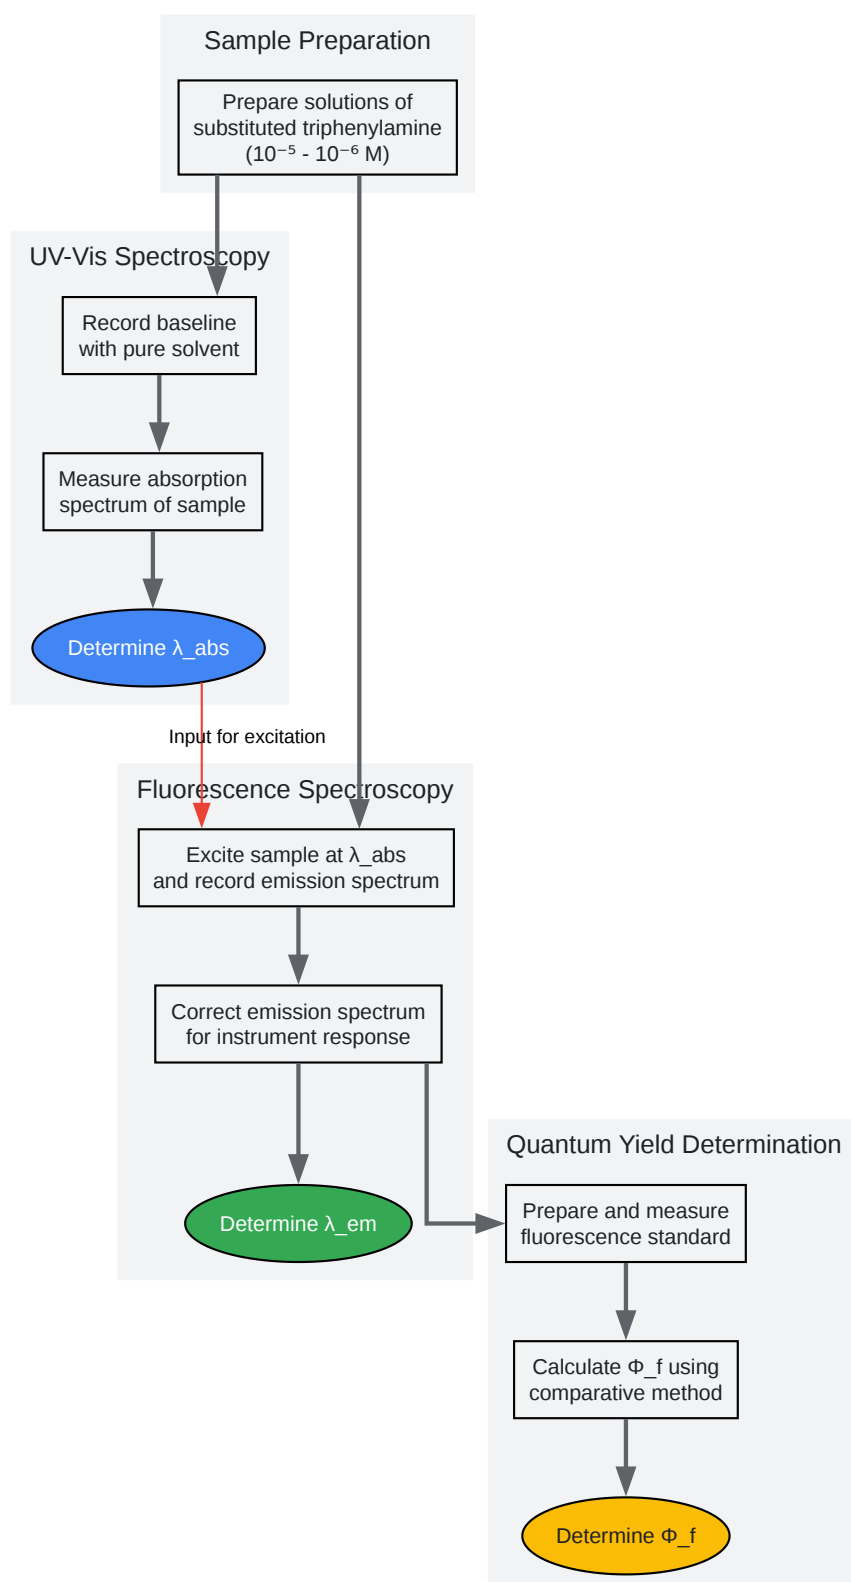 Sample Preparation
Prepare solutions of
substituted triphenylamine
(10⁻⁵ - 10⁻⁶ M)
UV-Vis Spectroscopy
Record baseline
with pure solvent
Measure absorption
spectrum of sample
Determine λ_abs
Input for excitation
Fluorescence Spectroscopy
Excite sample at λ_abs
and record emission spectrum
Correct emission spectrum
for instrument response
Determine λ_em
Quantum Yield Determination
Prepare and measure
fluorescence standard
Calculate Φ_f using
comparative method
Determine Φ_f